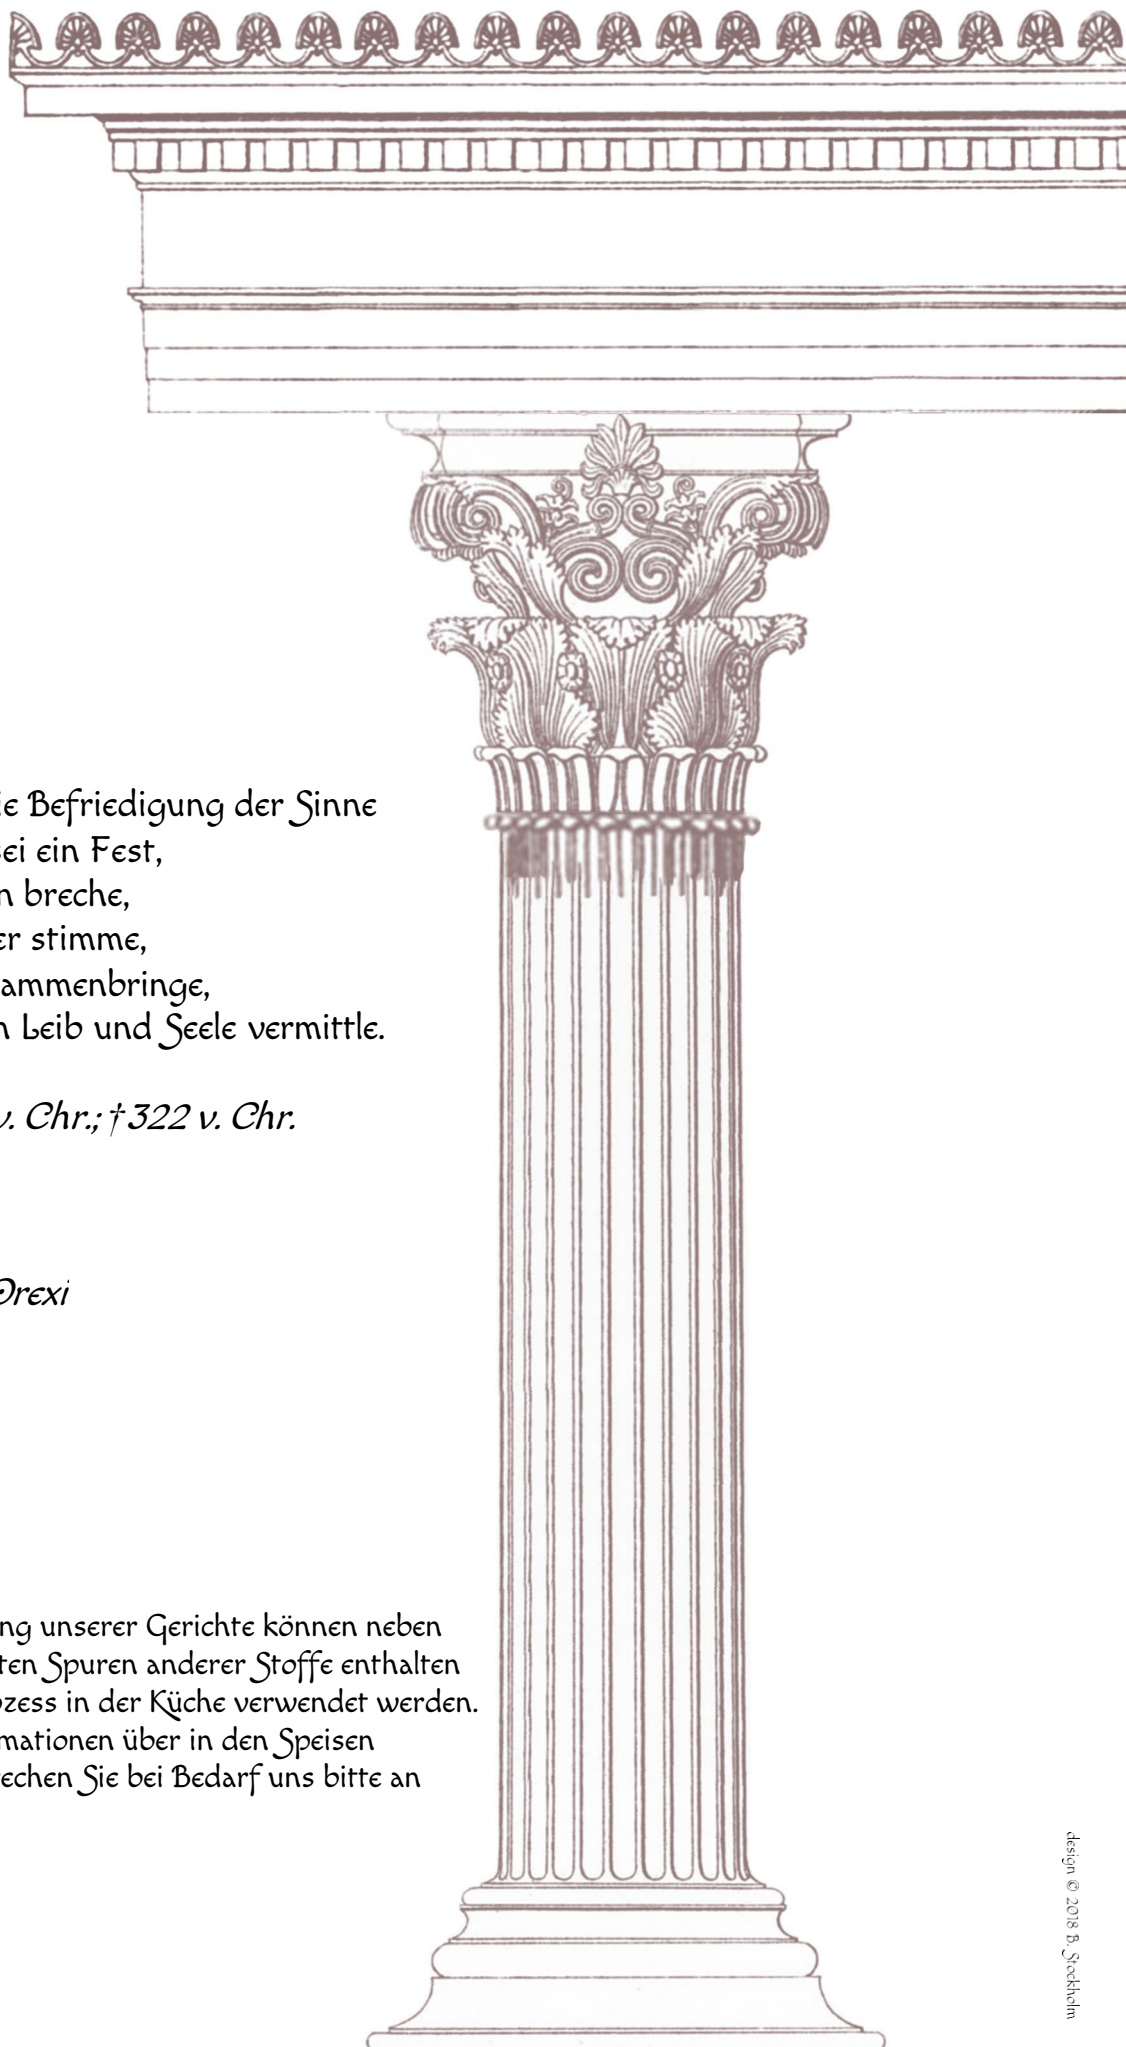 ie Befriedigung der Sinne
ei ein Fest,
n breche,
er stimme,
ammenbringe,
n Leib und Seele vermittle.
v. Chr.; †322 v. Chr.
Orexi
ng unserer Gerichte können neben
ten Spuren anderer Stoffe enthalten
ozess in der Küche verwendet werden.
mationen über in den Speisen
echen Sie bei Bedarf uns bitte an
design © 2018 B. Stockholm